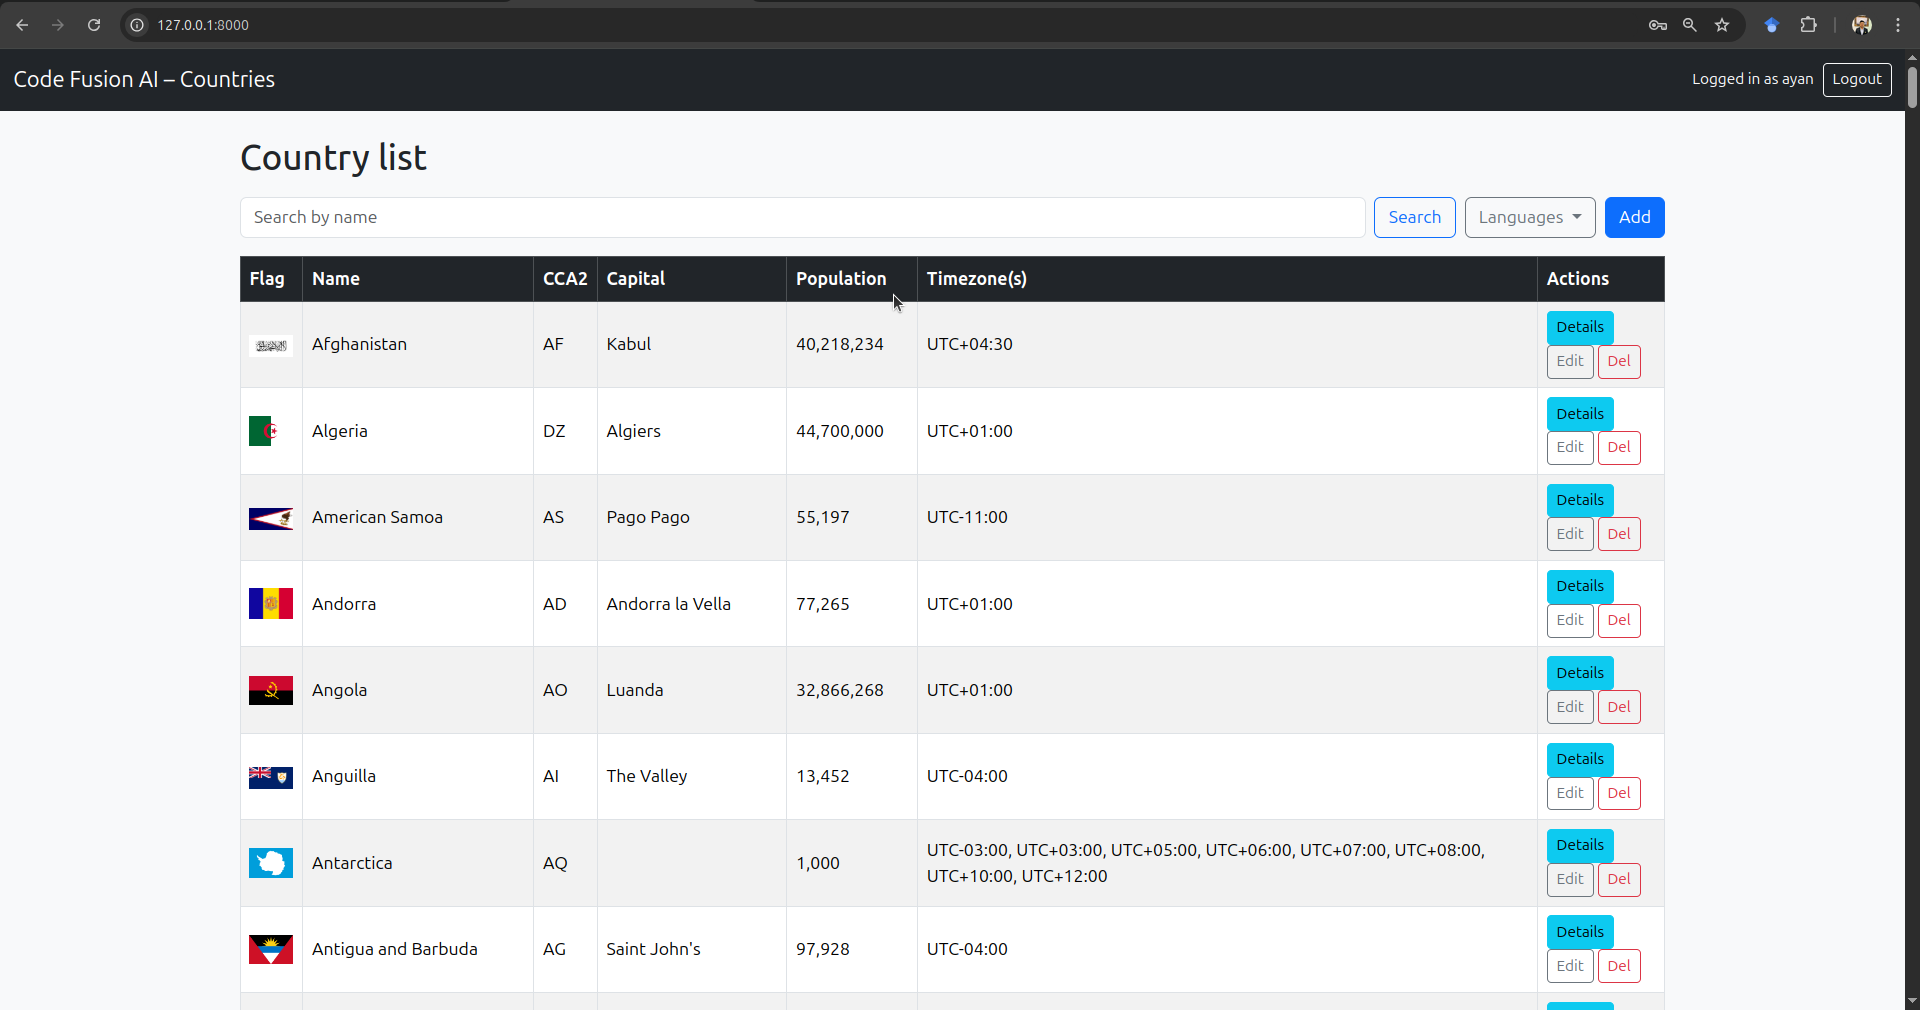 127.0.0.1:8000
Code Fusion AI – Countries
Logged in as ayan Logout
Country list
Search by name Search Languages Add
Flag Name CCA2 Capital Population Timezone(s) Actions
Afghanistan AF Kabul 40,218,234 UTC+04:30 Details
Edit Del
Algeria DZ Algiers 44,700,000 UTC+01:00 Details
Edit Del
American Samoa AS Pago Pago 55,197 UTC-11:00 Details
Edit Del
Andorra AD Andorra la Vella 77,265 UTC+01:00 Details
Edit Del
Angola AO Luanda 32,866,268 UTC+01:00 Details
Edit Del
Anguilla AI The Valley 13,452 UTC-04:00 Details
Edit Del
Antarctica AQ 1,000 UTC-03:00, UTC+03:00, UTC+05:00, UTC+06:00, UTC+07:00, UTC+08:00, Details
UTC+10:00, UTC+12:00 Edit Del
Antigua and Barbuda AG Saint John's 97,928 UTC-04:00 Details
Edit Del